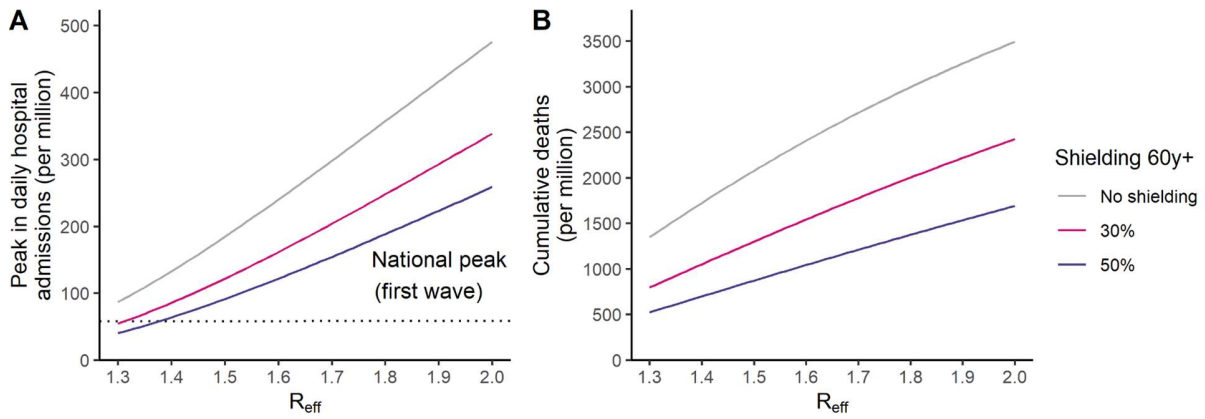 A
Peak in daily hospital
admissions (per million)
500
400
300
200
100
0
National peak
(first wave)
1.3 1.4 1.5 1.6 1.7 1.8 1.9 2.0
Reff
B
Cumulative deaths
(per million)
3500
3000
2500
2000
1500
1000
500
0
1.3 1.4 1.5 1.6 1.7 1.8 1.9 2.0
Reff
Shielding 60y+
No shielding
30%
50%